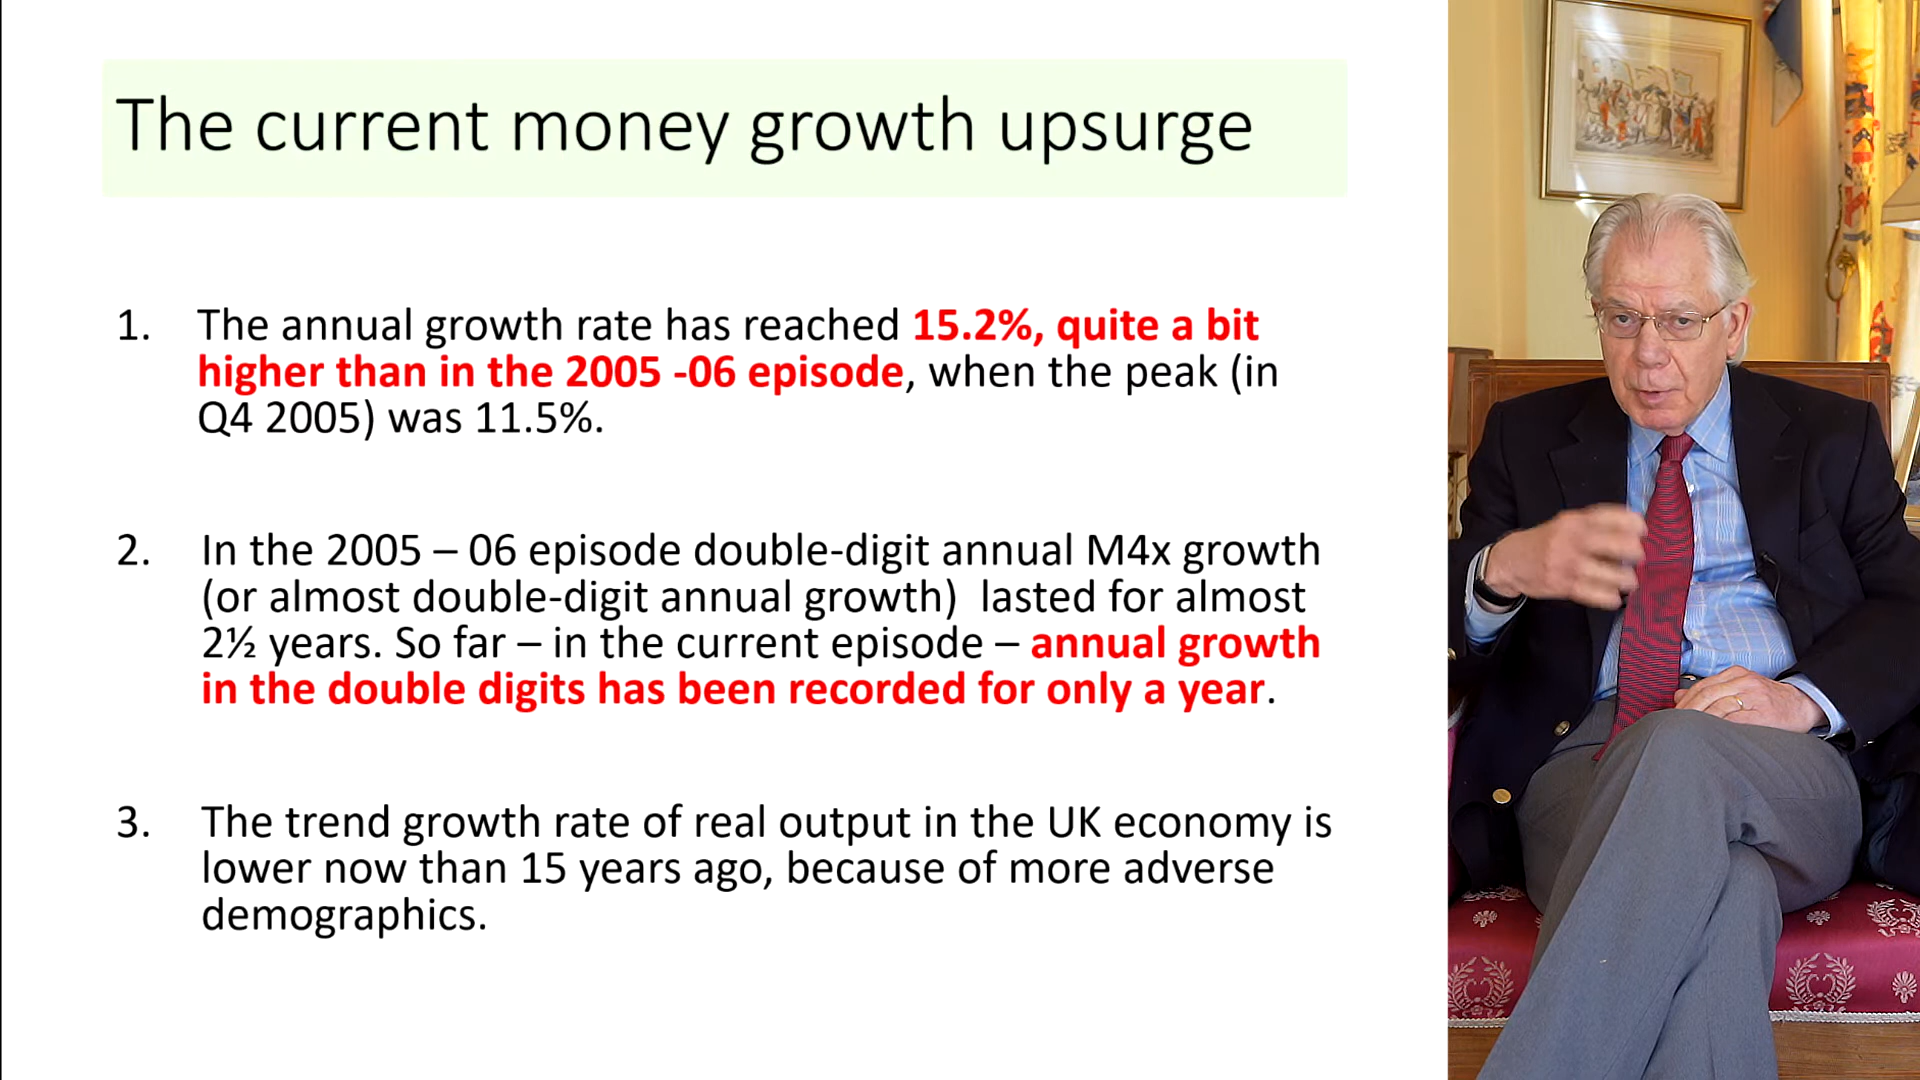 The current money growth upsurge
1. The annual growth rate has reached 15.2%, quite a bit
higher than in the 2005 -06 episode, when the peak (in
Q4 2005) was 11.5%.
2. In the 2005 – 06 episode double-digit annual M4x growth
(or almost double-digit annual growth)  lasted for almost
2½ years. So far – in the current episode – annual growth
in the double digits has been recorded for only a year.
3. The trend growth rate of real output in the UK economy is
lower now than 15 years ago, because of more adverse
demographics.